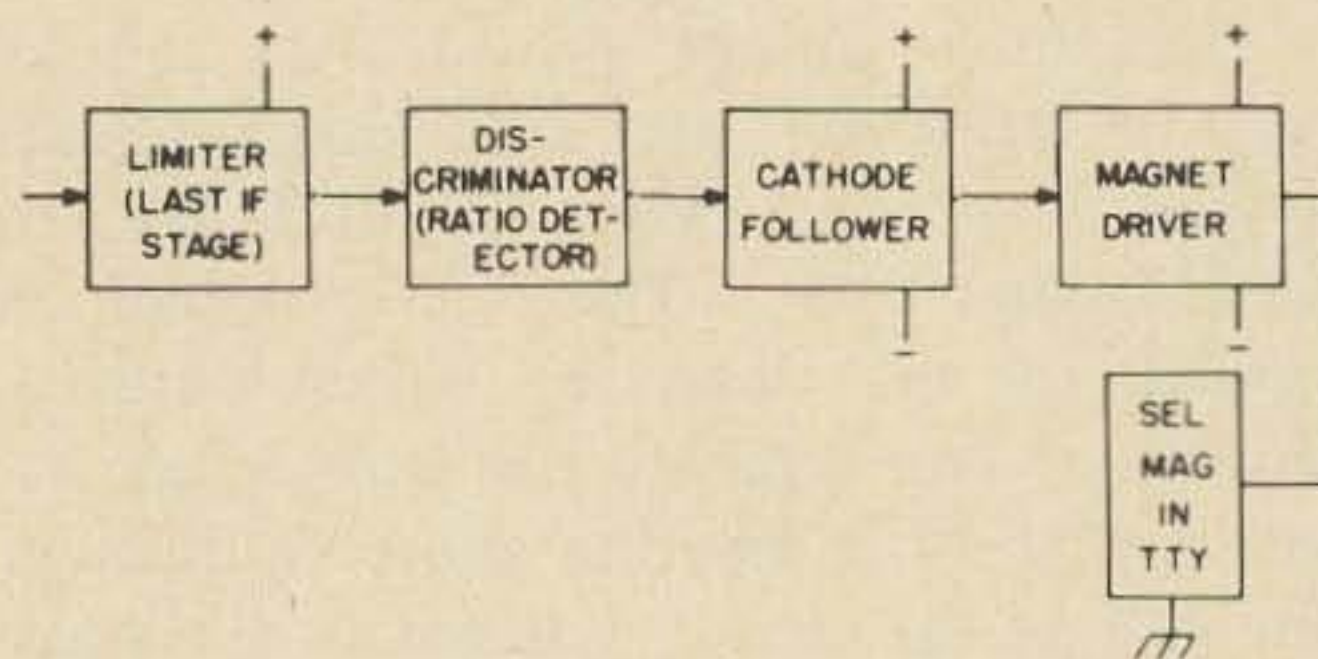 +
LIMITER
(LAST IF
STAGE)
DIS-
CRIMINATOR
(RATIO DET-
ECTOR)
+
CATHODE
FOLLOWER
-
+
MAGNET
DRIVER
-
SEL
MAG
IN
TTY